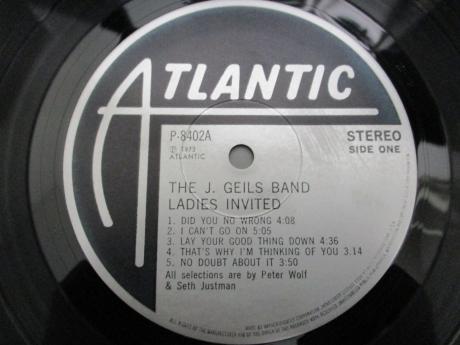 ATLANTIC
P-8402A
Ⓟ 1973
ATLANTIC
STEREO
SIDE ONE
THE J. GEILS BAND
LADIES INVITED
1. DID YOU NO WRONG 4:08
2. I CAN'T GO ON 5:05
3. LAY YOUR GOOD THING DOWN 4:36
4. THAT'S WHY I'M THINKING OF YOU 3.14
5. NO DOUBT ABOUT IT 3:50
All selections are by Peter Wolf
& Seth Justman